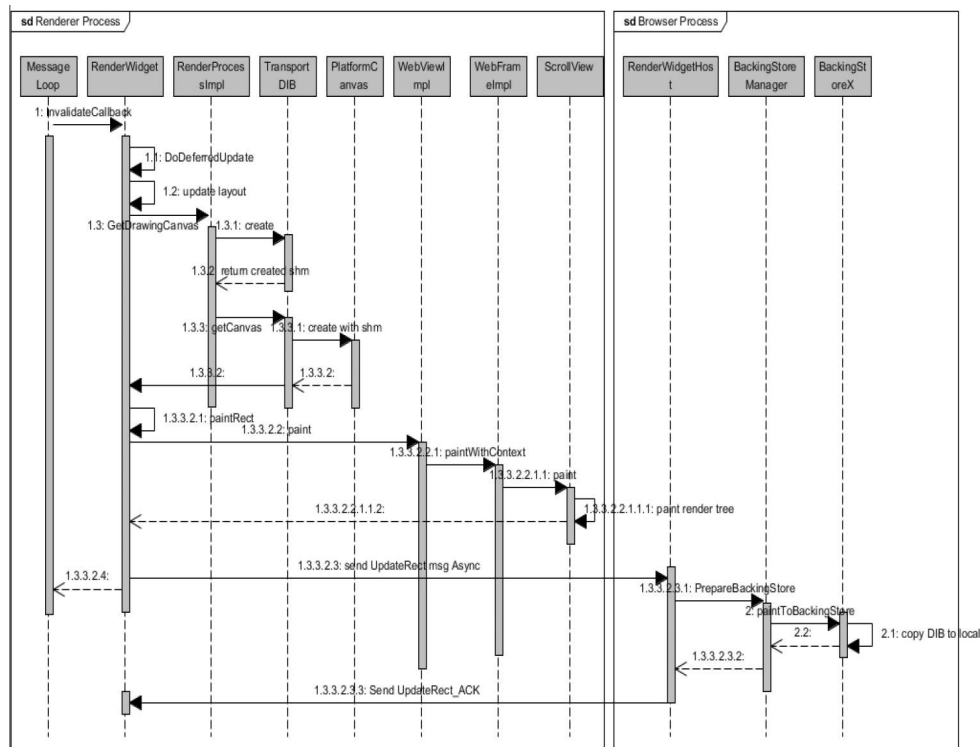 sd Renderer Process
sd Browser Process
Message
Loop
RenderWidget
RenderProces
sImpl
Transport
DIB
PlatformC
anvas
WebViewI
mpl
WebFram
eImpl
ScrollView
RenderWidgetHos
t
BackingStore
Manager
BackingSt
oreX
1: InvalidateCallback
1.1: DoDeferredUpdate
1.2: update layout
1.3: GetDrawingCanvas
1.3.1: create
1.3.2 return created shm
1.3.3: getCanvas
1.3.3.1: create with shm
1.3.3.2:
1.3.3.2:
1.3.3.2.1: paintRect
1.3.3.2.2: paint
1.3.3.2.2.1: paintWithContext
1.3.3.2.2.1.1: paint
1.3.3.2.2.1.1.2:
1.3.3.2.2.1.1.1: paint render tree
1.3.3.2.3: send UpdateRect msg Async
1.3.3.2.4:
1.3.3.2.3.1: PrepareBackingStore
2: paintToBackingStore
2.1: copy DIB to local
2.2:
1.3.3.2.3.2:
1.3.3.2.3.3: Send UpdateRect_ACK